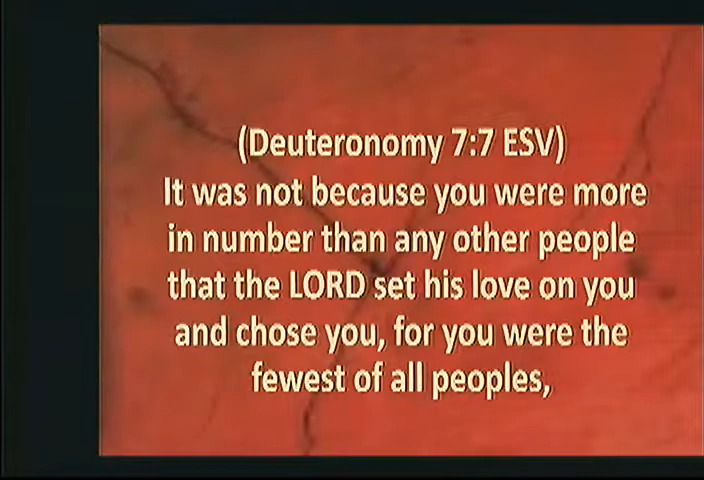 (Deuteronomy 7:7 ESV)
It was not because you were more
in number than any other people
that the LORD set his love on you
and chose you, for you were the
fewest of all peoples,